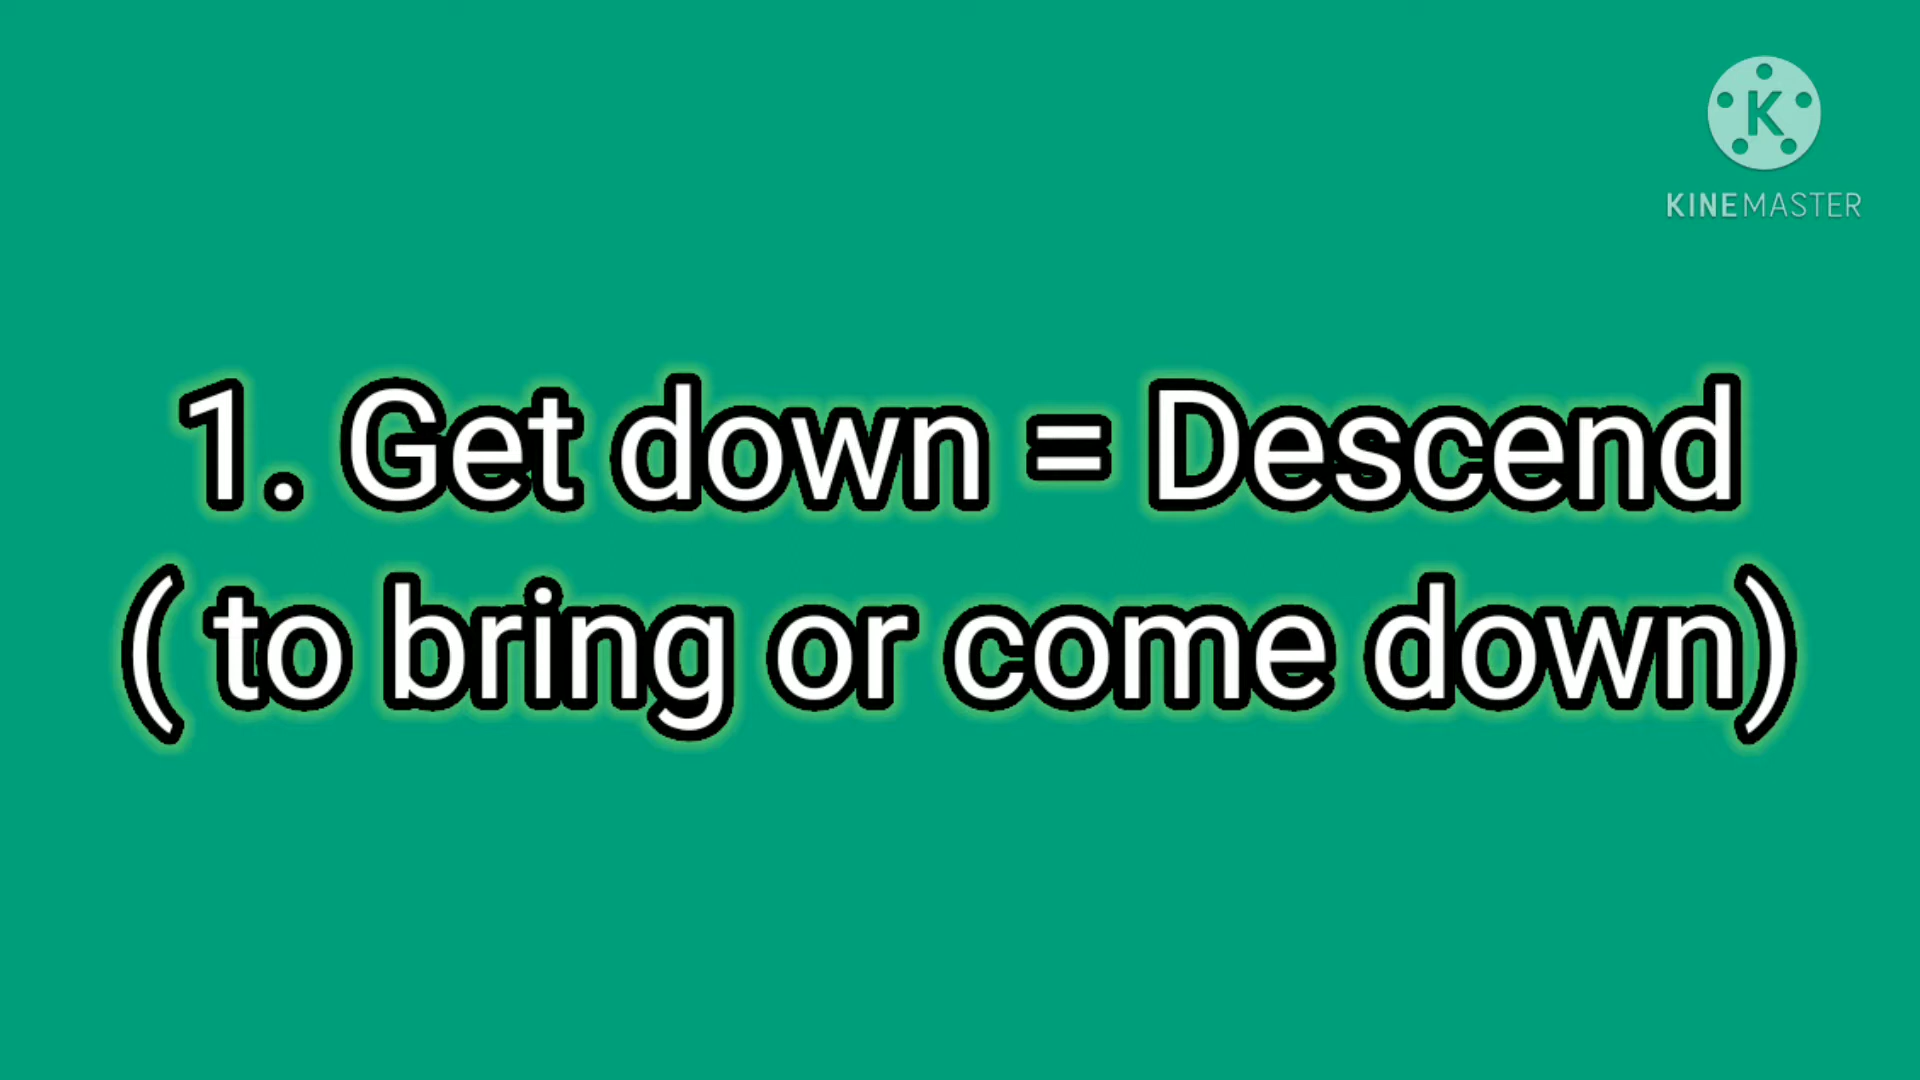 K
KINEMASTER
1. Get down = Descend
( to bring or come down)